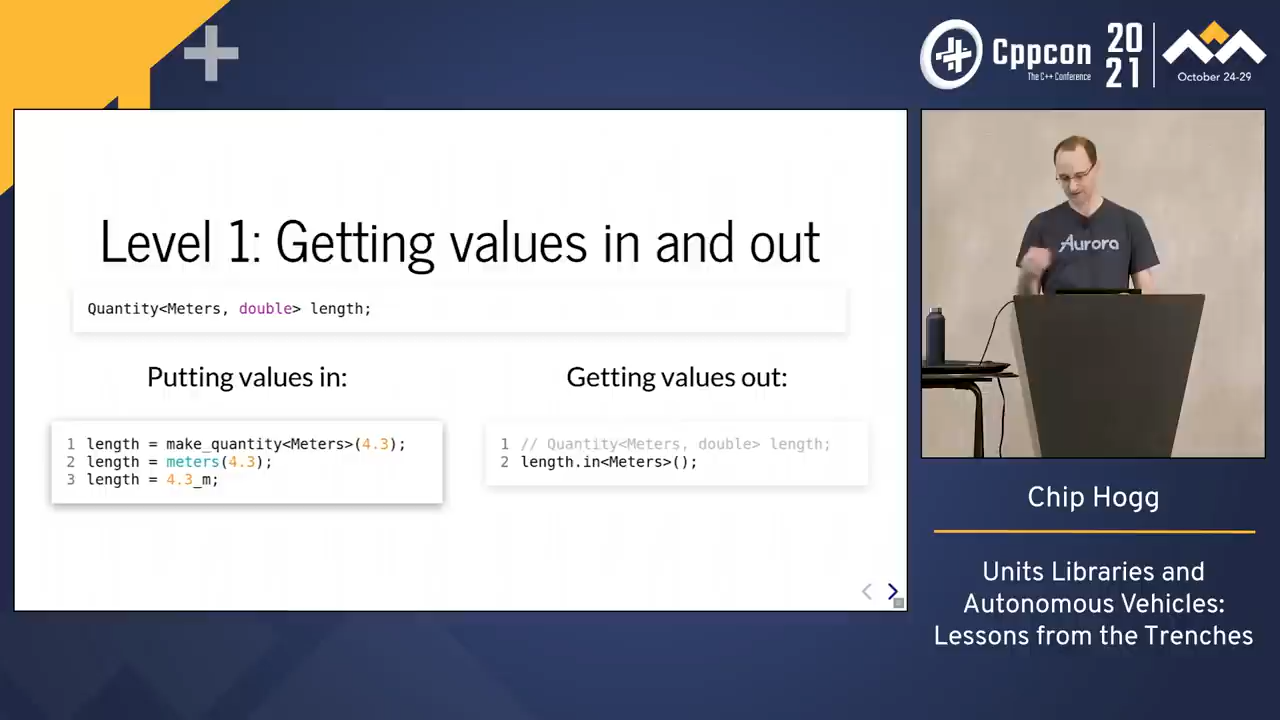 Cppcon
The C++ Conference
20
21
October 24-29
Level 1: Getting values in and out
Quantity<Meters, double> length;
Putting values in:
1 length = make_quantity<Meters>(4.3);
2 length = meters(4.3);
3 length = 4.3_m;
Getting values out:
1 // Quantity<Meters, double> length;
2 length.in<Meters>();
Aurora
Chip Hogg
Units Libraries and
Autonomous Vehicles:
Lessons from the Trenches